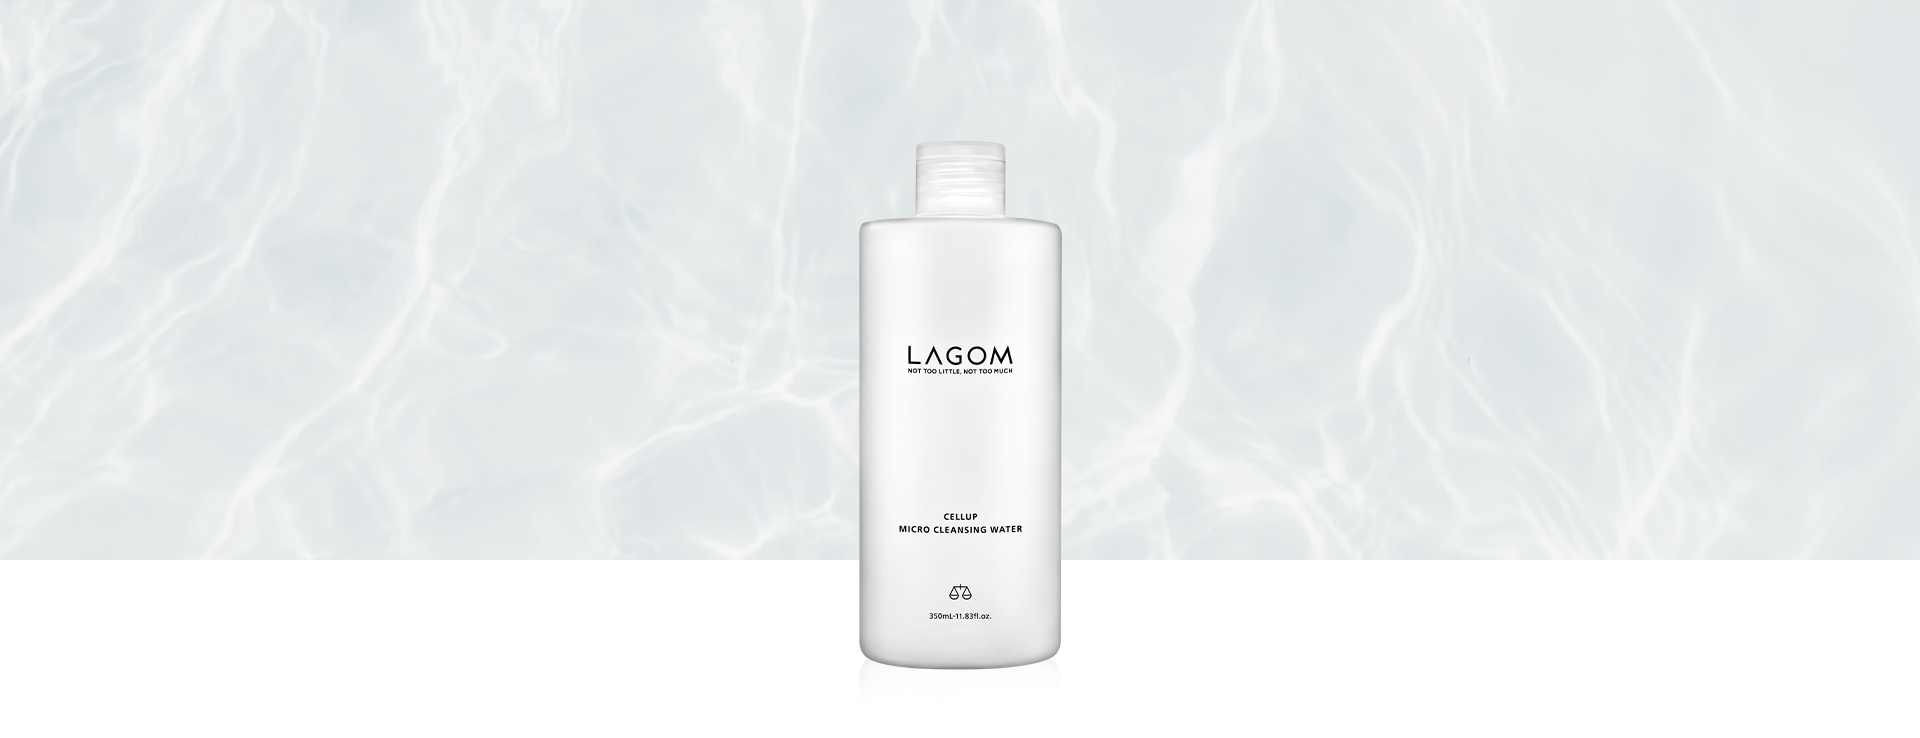 LAGOM
NOT TOO LITTLE, NOT TOO MUCH
CELLUP
MICRO CLEANSING WATER
350mL·11.83fl.oz.